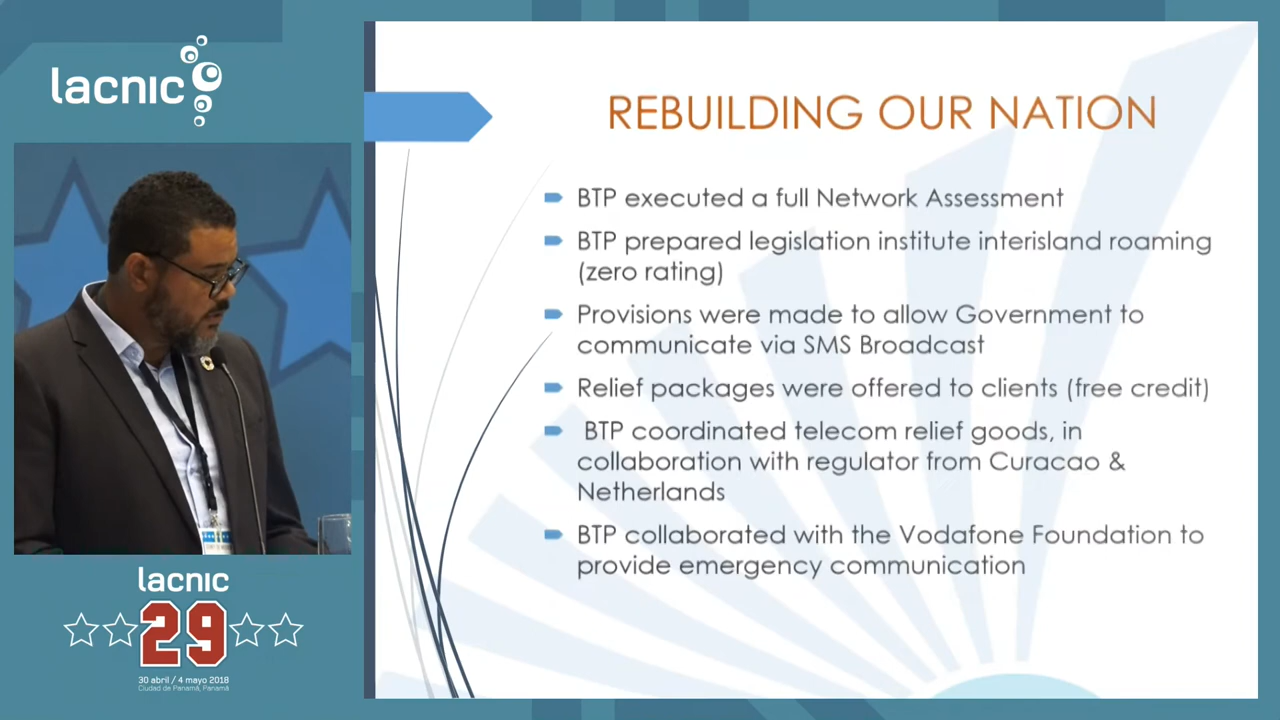 lacnic
REBUILDING OUR NATION
BTP executed a full Network Assessment
BTP prepared legislation institute interisland roaming
(zero rating)
Provisions were made to allow Government to
communicate via SMS Broadcast
Relief packages were offered to clients (free credit)
BTP coordinated telecom relief goods, in
collaboration with regulator from Curacao &
Netherlands
BTP collaborated with the Vodafone Foundation to
provide emergency communication
lacnic
29
30 abril / 4 mayo 2018
Ciudad de Panamá, Panamá